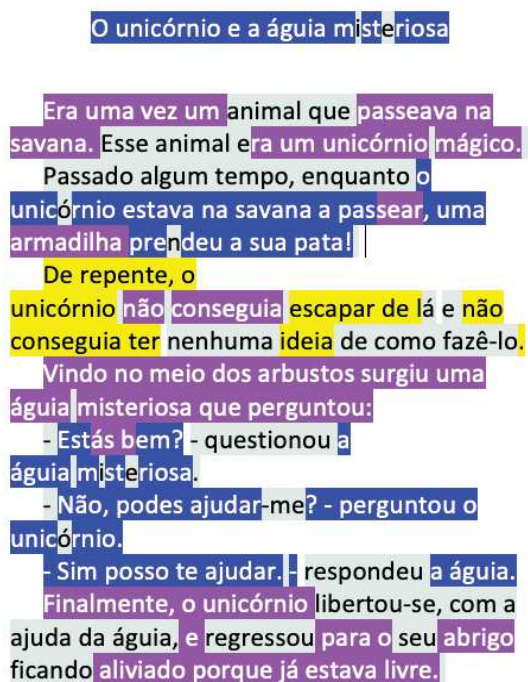 O unicórnio e a águia misteriosa
Era uma vez um animal que passeava na
savana. Esse animal era um unicórnio mágico.
Passado algum tempo, enquanto o
unicórnio estava na savana a passear, uma
armadilha prendeu a sua pata!
De repente, o
unicórnio não conseguia escapar de lá e não
conseguia ter nenhuma ideia de como fazê-lo.
Vindo no meio dos arbustos surgiu uma
águia misteriosa que perguntou:
- Estás bem? - questionou a
águia misteriosa.
- Não, podes ajudar-me? - perguntou o
unicórnio.
- Sim posso te ajudar. - respondeu a águia.
Finalmente, o unicórnio libertou-se, com a
ajuda da águia, e regressou para o seu abrigo
ficando aliviado porque já estava livre.